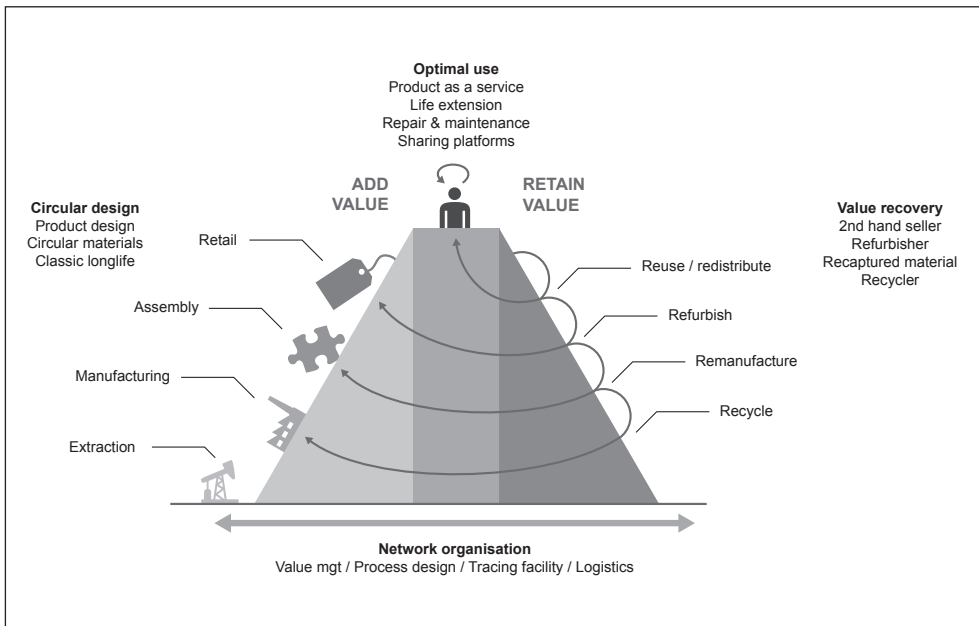 Optimal use
Product as a service
Life extension
Repair & maintenance
Sharing platforms
ADD
VALUE
RETAIN
VALUE
Circular design
Product design
Circular materials
Classic longlife
Value recovery
2nd hand seller
Refurbisher
Recaptured material
Recycler
Retail
Assembly
Manufacturing
Extraction
Reuse / redistribute
Refurbish
Remanufacture
Recycle
Network organisation
Value mgt / Process design / Tracing facility / Logistics